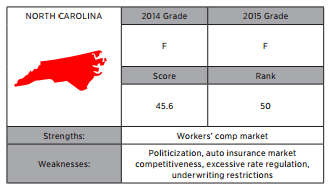 NORTH CAROLINA
2014 Grade
2015 Grade
F
F
Score
Rank
45.6
50
Strengths:
Workers' comp market
Weaknesses:
Politicization, auto insurance market
competitiveness, excessive rate regulation,
underwriting restrictions